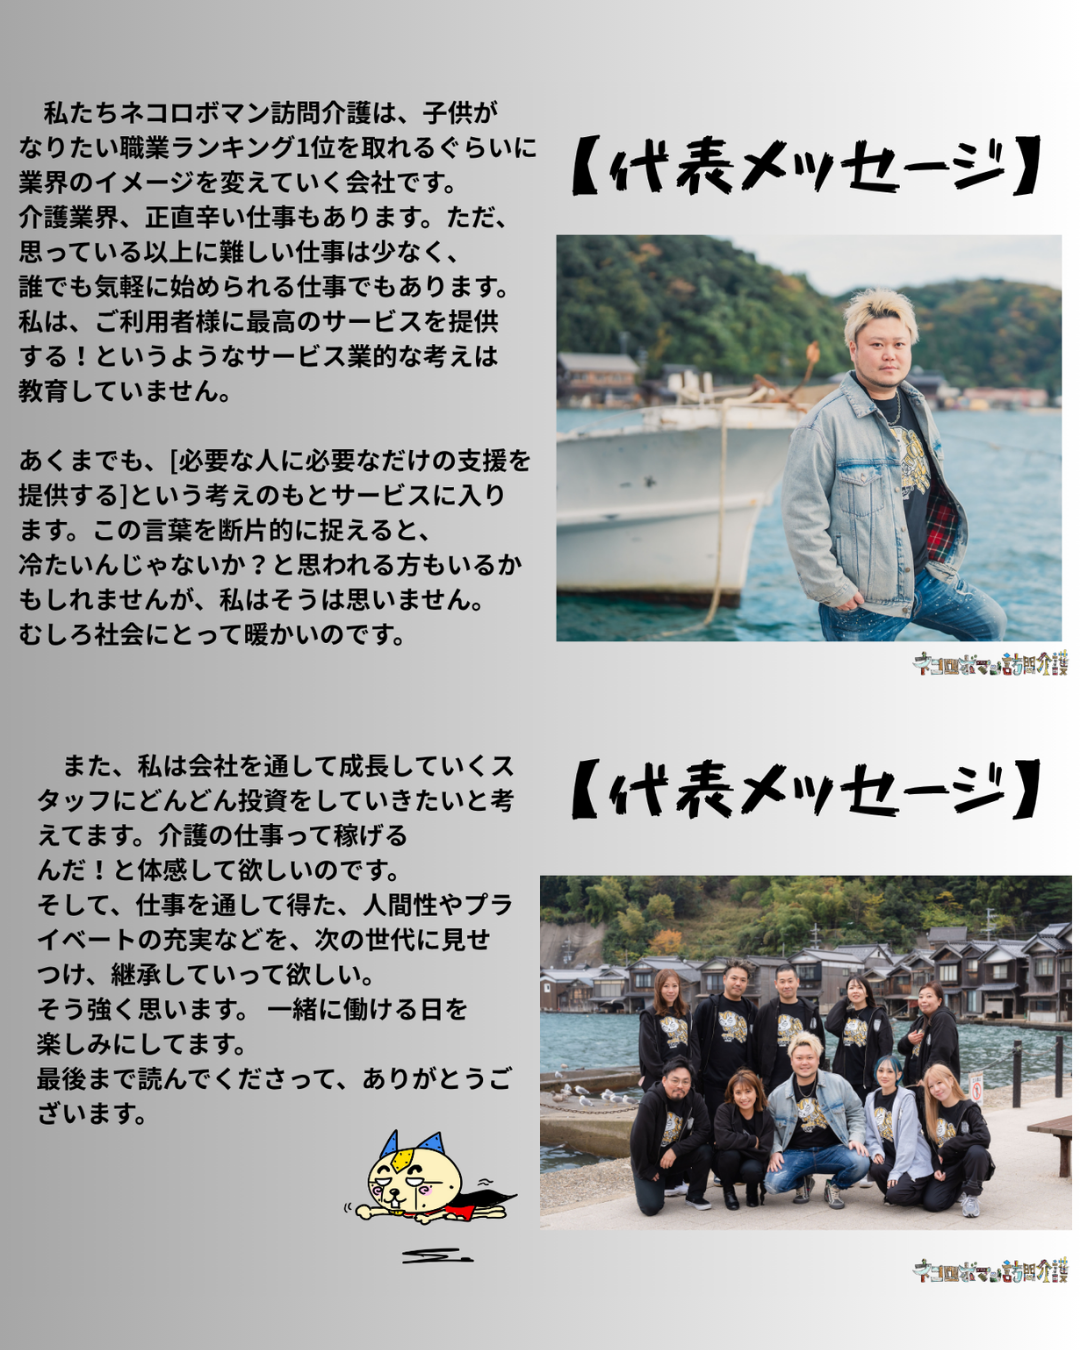 私たちネコロボマン訪問介護は、子供が
なりたい職業ランキング1位を取れるぐらいに
業界のイメージを変えていく会社です。
介護業界、正直辛い仕事もあります。ただ、
思っている以上に難しい仕事は少なく、
誰でも気軽に始められる仕事でもあります。
私は、ご利用者様に最高のサービスを提供
する！というようなサービス業的な考えは
教育していません。
あくまでも、[必要な人に必要なだけの支援を
提供する]という考えのもとサービスに入り
ます。この言葉を断片的に捉えると、
冷たいんじゃないか？と思われる方もいるか
もしれませんが、私はそうは思いません。
むしろ社会にとって暖かいのです。
【代表メッセージ】
ネコロボマン訪問介護
また、私は会社を通して成長していくス
タッフにどんどん投資をしていきたいと考
えてます。介護の仕事って稼げる
んだ！と体感して欲しいのです。
そして、仕事を通して得た、人間性やプラ
イベートの充実などを、次の世代に見せ
つけ、継承していって欲しい。
そう強く思います。 一緒に働ける日を
楽しみにしてます。
最後まで読んでくださって、ありがとうご
ざいます。
【代表メッセージ】
ネコロボマン訪問介護